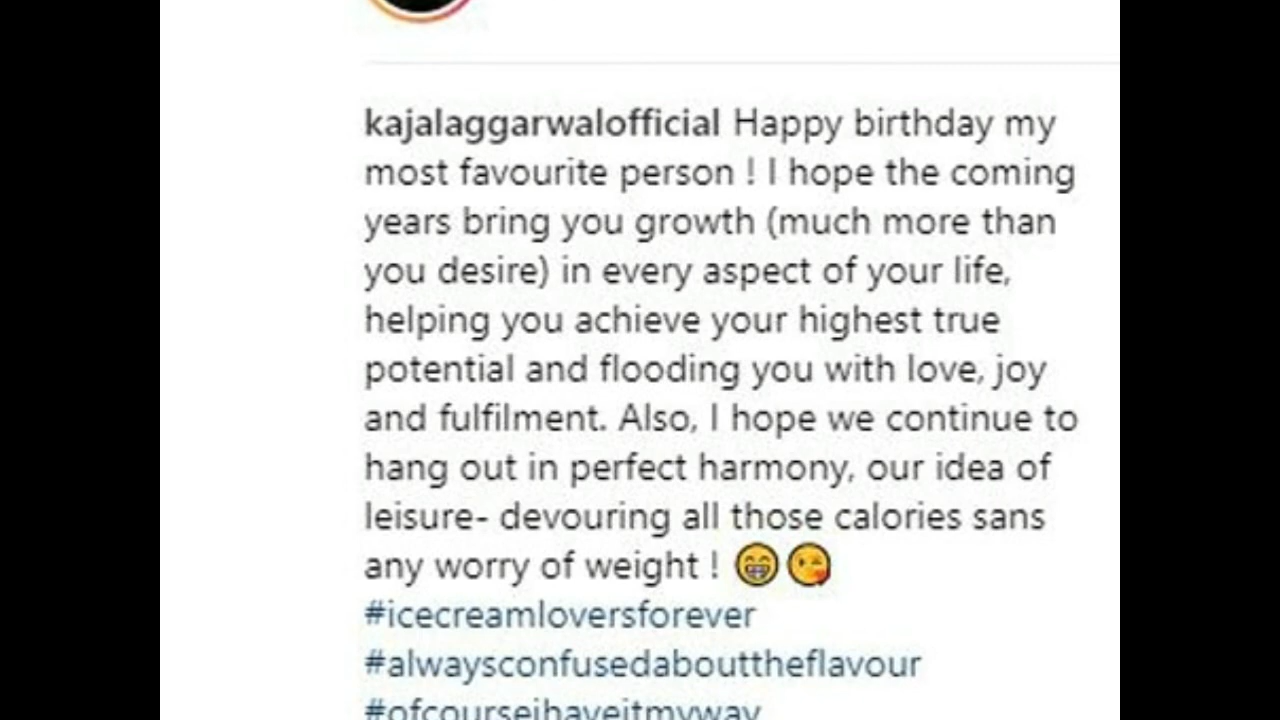 kajalaggarwalofficial Happy birthday my
most favourite person ! I hope the coming
years bring you growth (much more than
you desire) in every aspect of your life,
helping you achieve your highest true
potential and flooding you with love, joy
and fulfilment. Also, I hope we continue to
hang out in perfect harmony, our idea of
leisure- devouring all those calories sans
any worry of weight ! 😁😘
#icecreamloversforever
#alwaysconfusedabouttheflavour
#ofcourseihaveitmyway